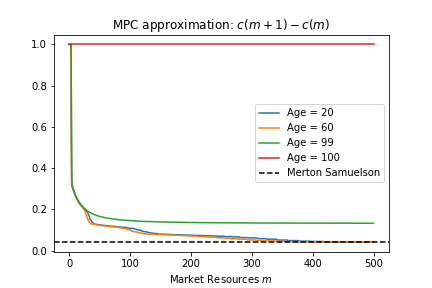 MPC approximation: c(m + 1) − c(m)
1.0
0.8
0.6
0.4
0.2
0.0
Age = 20
Age = 60
Age = 99
Age = 100
Merton Samuelson
0 100 200 300 400 500
Market Resources m